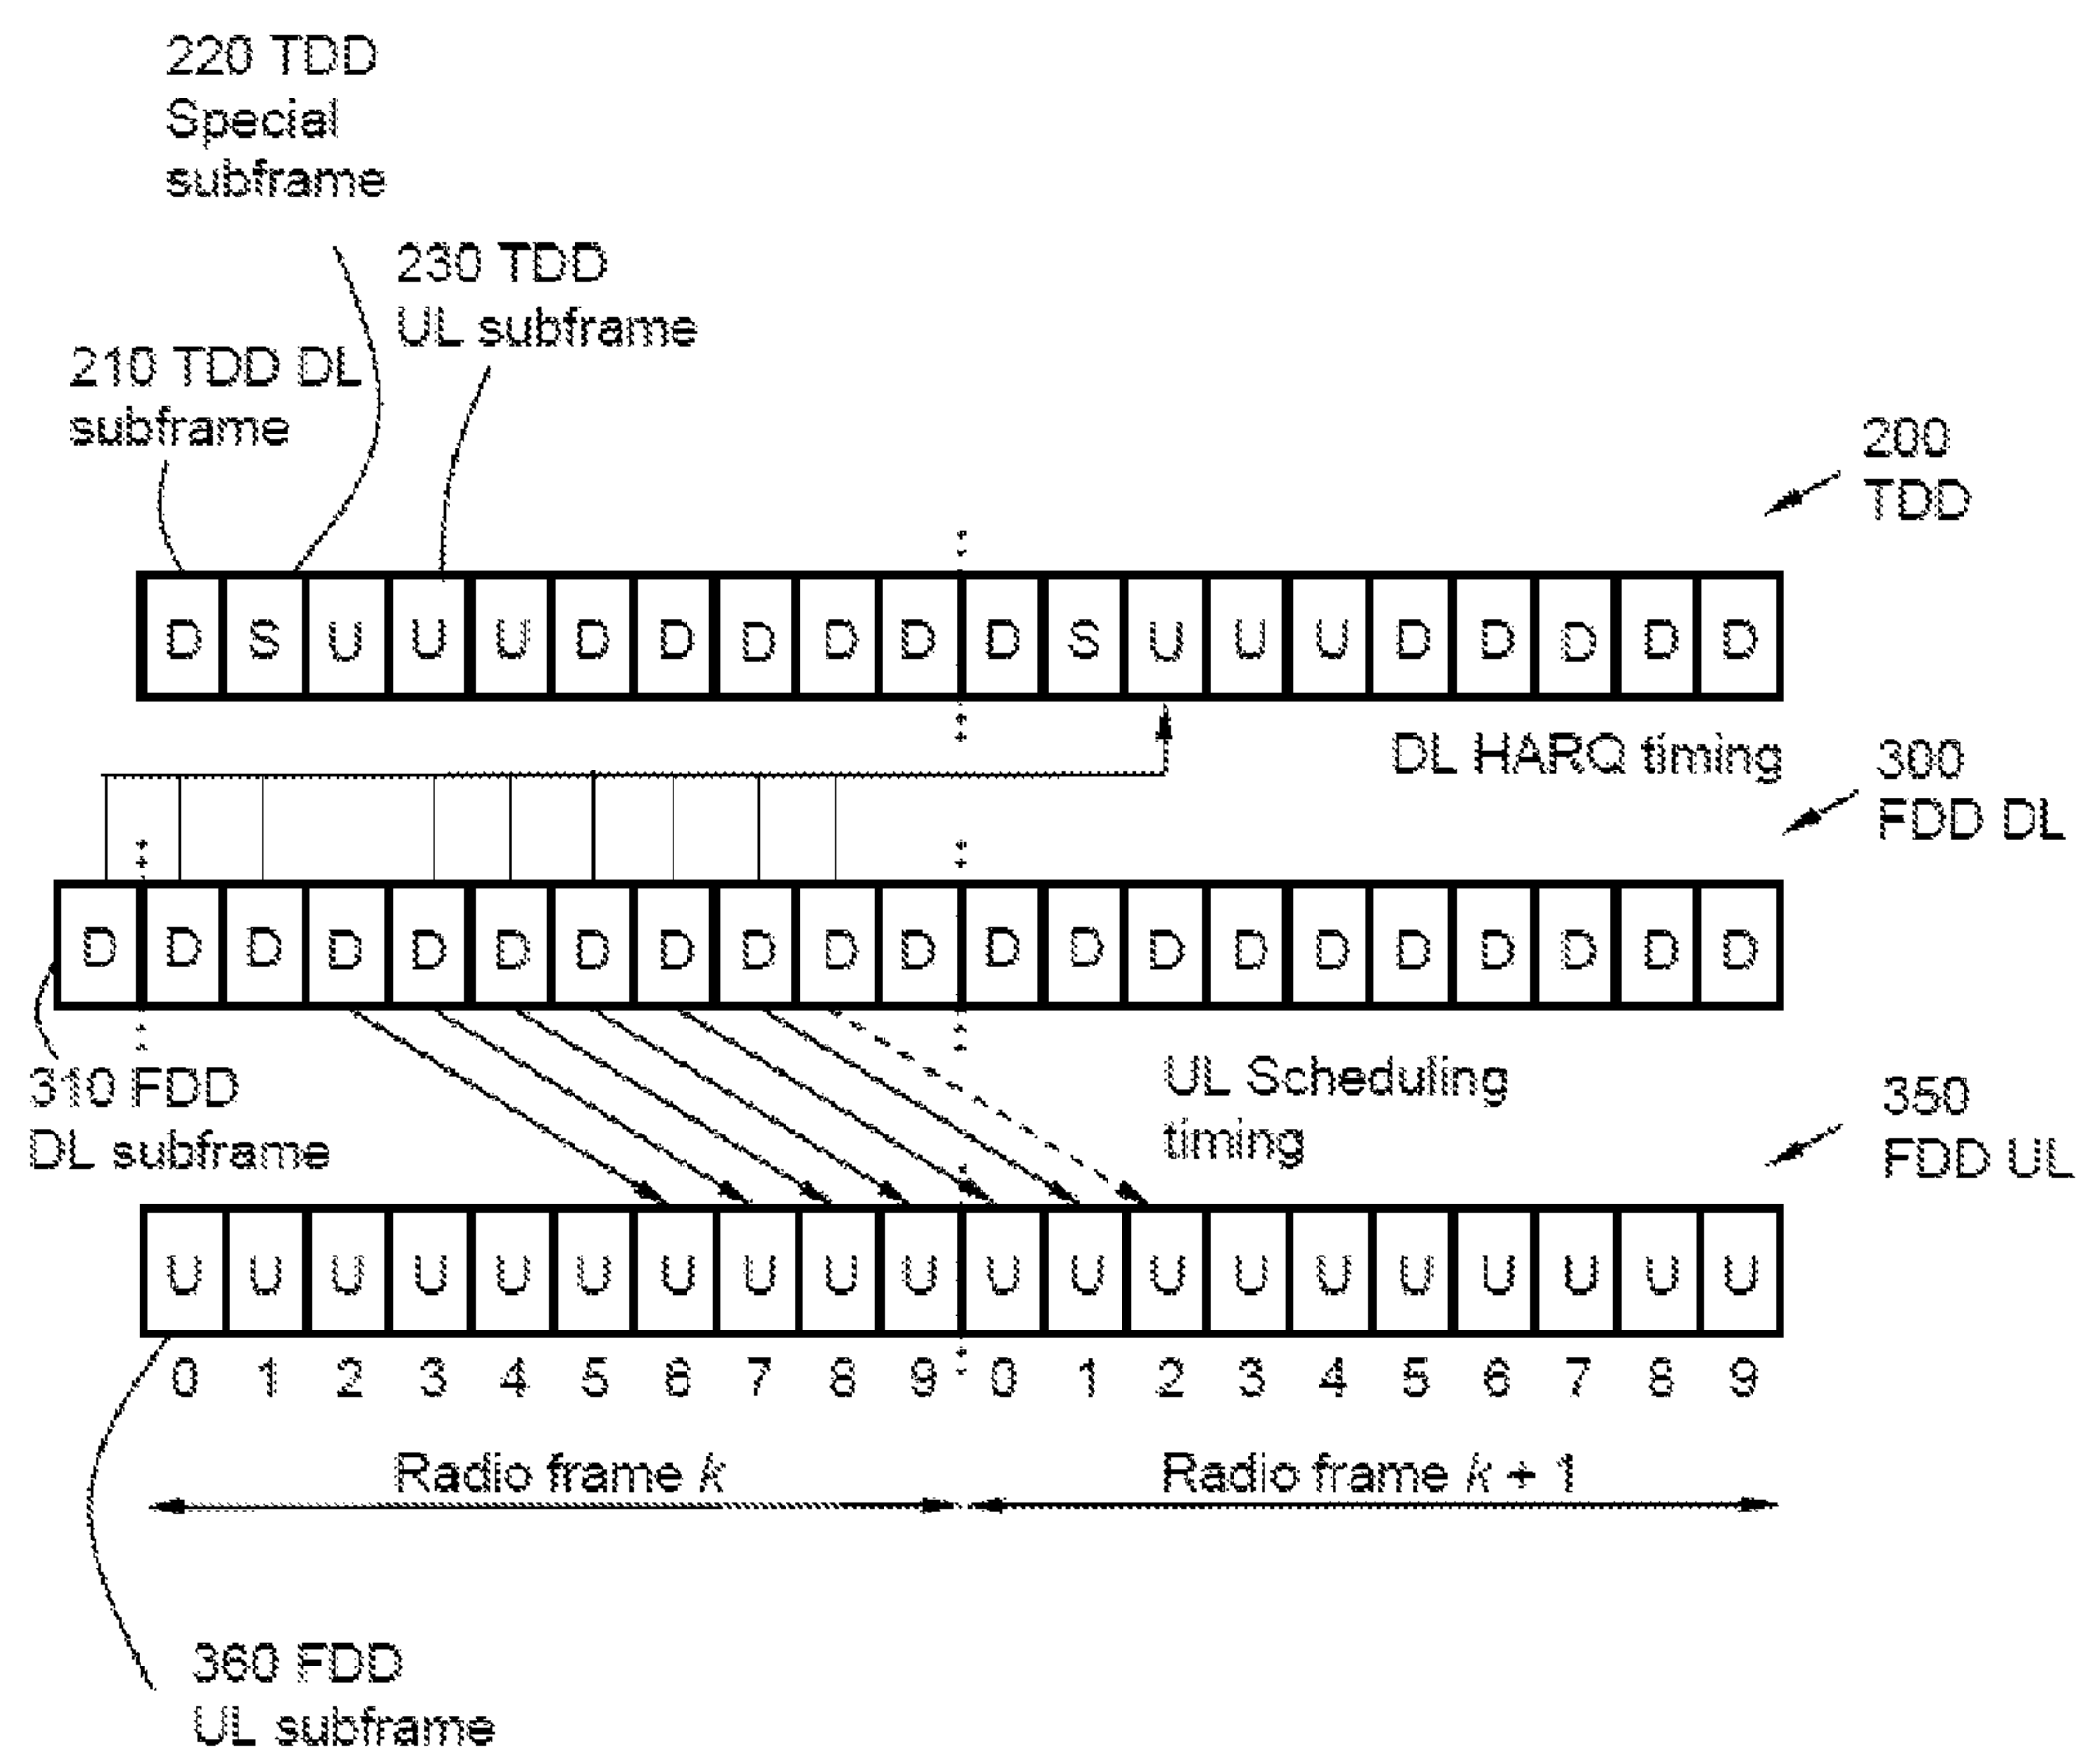 220 TDD
Special
subframe
230 TDD
UL subframe
210 TDD DL
subframe
200
TDD
D S U U U D D D D D D S U U U D D D D D
DL HARQ timing
300
FDD DL
D D D D D D D D D D D D D D D D D D D D D
310 FDD
DL subframe
UL Scheduling
timing
350
FDD UL
U U U U U U U U U U U U U U U U U U U U
0 1 2 3 4 5 6 7 8 9 0 1 2 3 4 5 6 7 8 9
Radio frame k
Radio frame k + 1
360 FDD
UL subframe